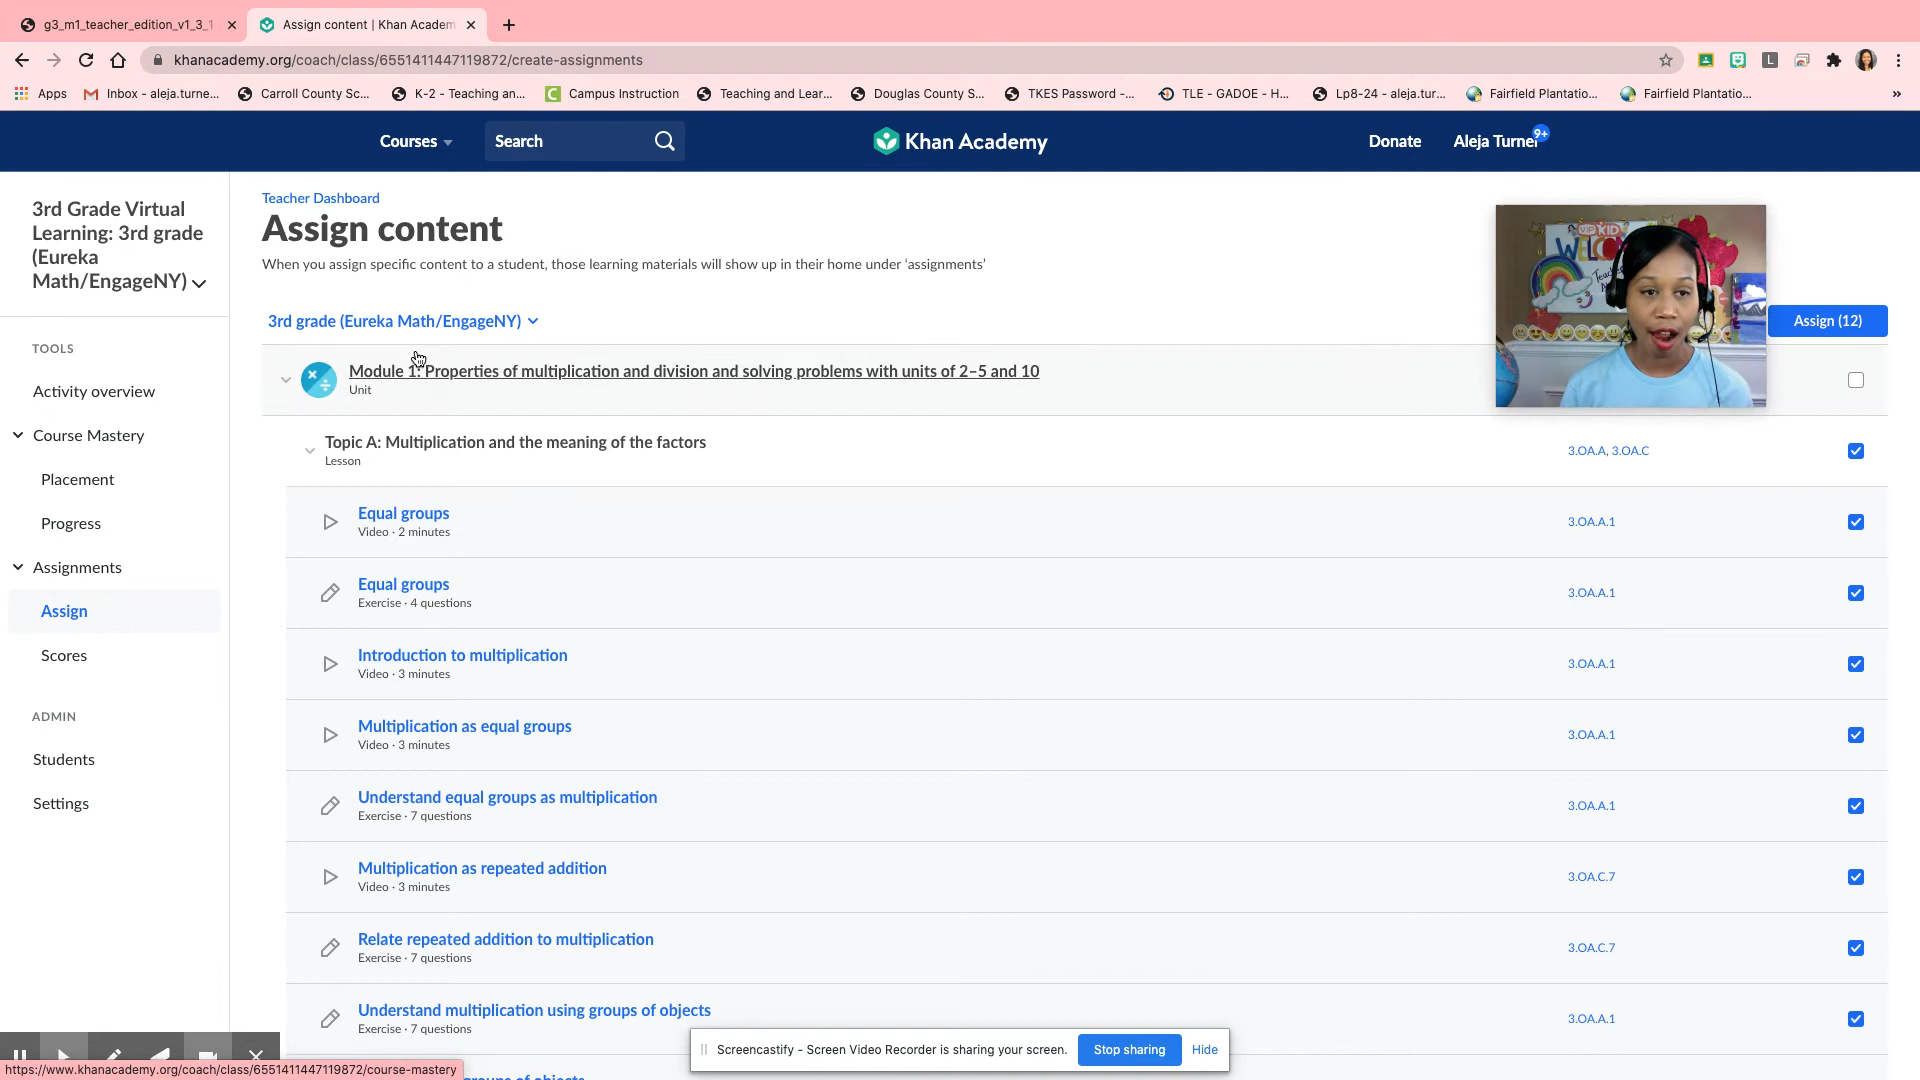 g3_m1_teacher_edition_v1_3_1
Assign content | Khan Academ
khanacademy.org/coach/class/6551411447119872/create-assignments
Apps
Inbox - aleja.turne...
Carroll County Sc...
K-2 - Teaching an...
Campus Instruction
Teaching and Lear...
Douglas County S...
TKES Password -...
TLE - GADOE - H...
Lp8-24 - aleja.tur...
Fairfield Plantatio...
Fairfield Plantatio...
»
Courses
Search
Khan Academy
Donate
Aleja Turner
9+
3rd Grade Virtual
Learning: 3rd grade
(Eureka
Math/EngageNY)
TOOLS
Activity overview
Course Mastery
Placement
Progress
Assignments
Assign
Scores
ADMIN
Students
Settings
Teacher Dashboard
Assign content
When you assign specific content to a student, those learning materials will show up in their home under ‘assignments’
3rd grade (Eureka Math/EngageNY)
Assign (12)
VIP KID
Module 1: Properties of multiplication and division and solving problems with units of 2–5 and 10
Unit
Topic A: Multiplication and the meaning of the factors
Lesson
3.OA.A, 3.OA.C
Equal groups
Video · 2 minutes
3.OA.A.1
Equal groups
Exercise · 4 questions
3.OA.A.1
Introduction to multiplication
Video · 3 minutes
3.OA.A.1
Multiplication as equal groups
Video · 3 minutes
3.OA.A.1
Understand equal groups as multiplication
Exercise · 7 questions
3.OA.A.1
Multiplication as repeated addition
Video · 3 minutes
3.OA.C.7
Relate repeated addition to multiplication
Exercise · 7 questions
3.OA.C.7
Understand multiplication using groups of objects
Exercise · 7 questions
3.OA.A.1
Screencastify - Screen Video Recorder is sharing your screen.
Stop sharing
Hide
https://www.khanacademy.org/coach/class/6551411447119872/course-mastery